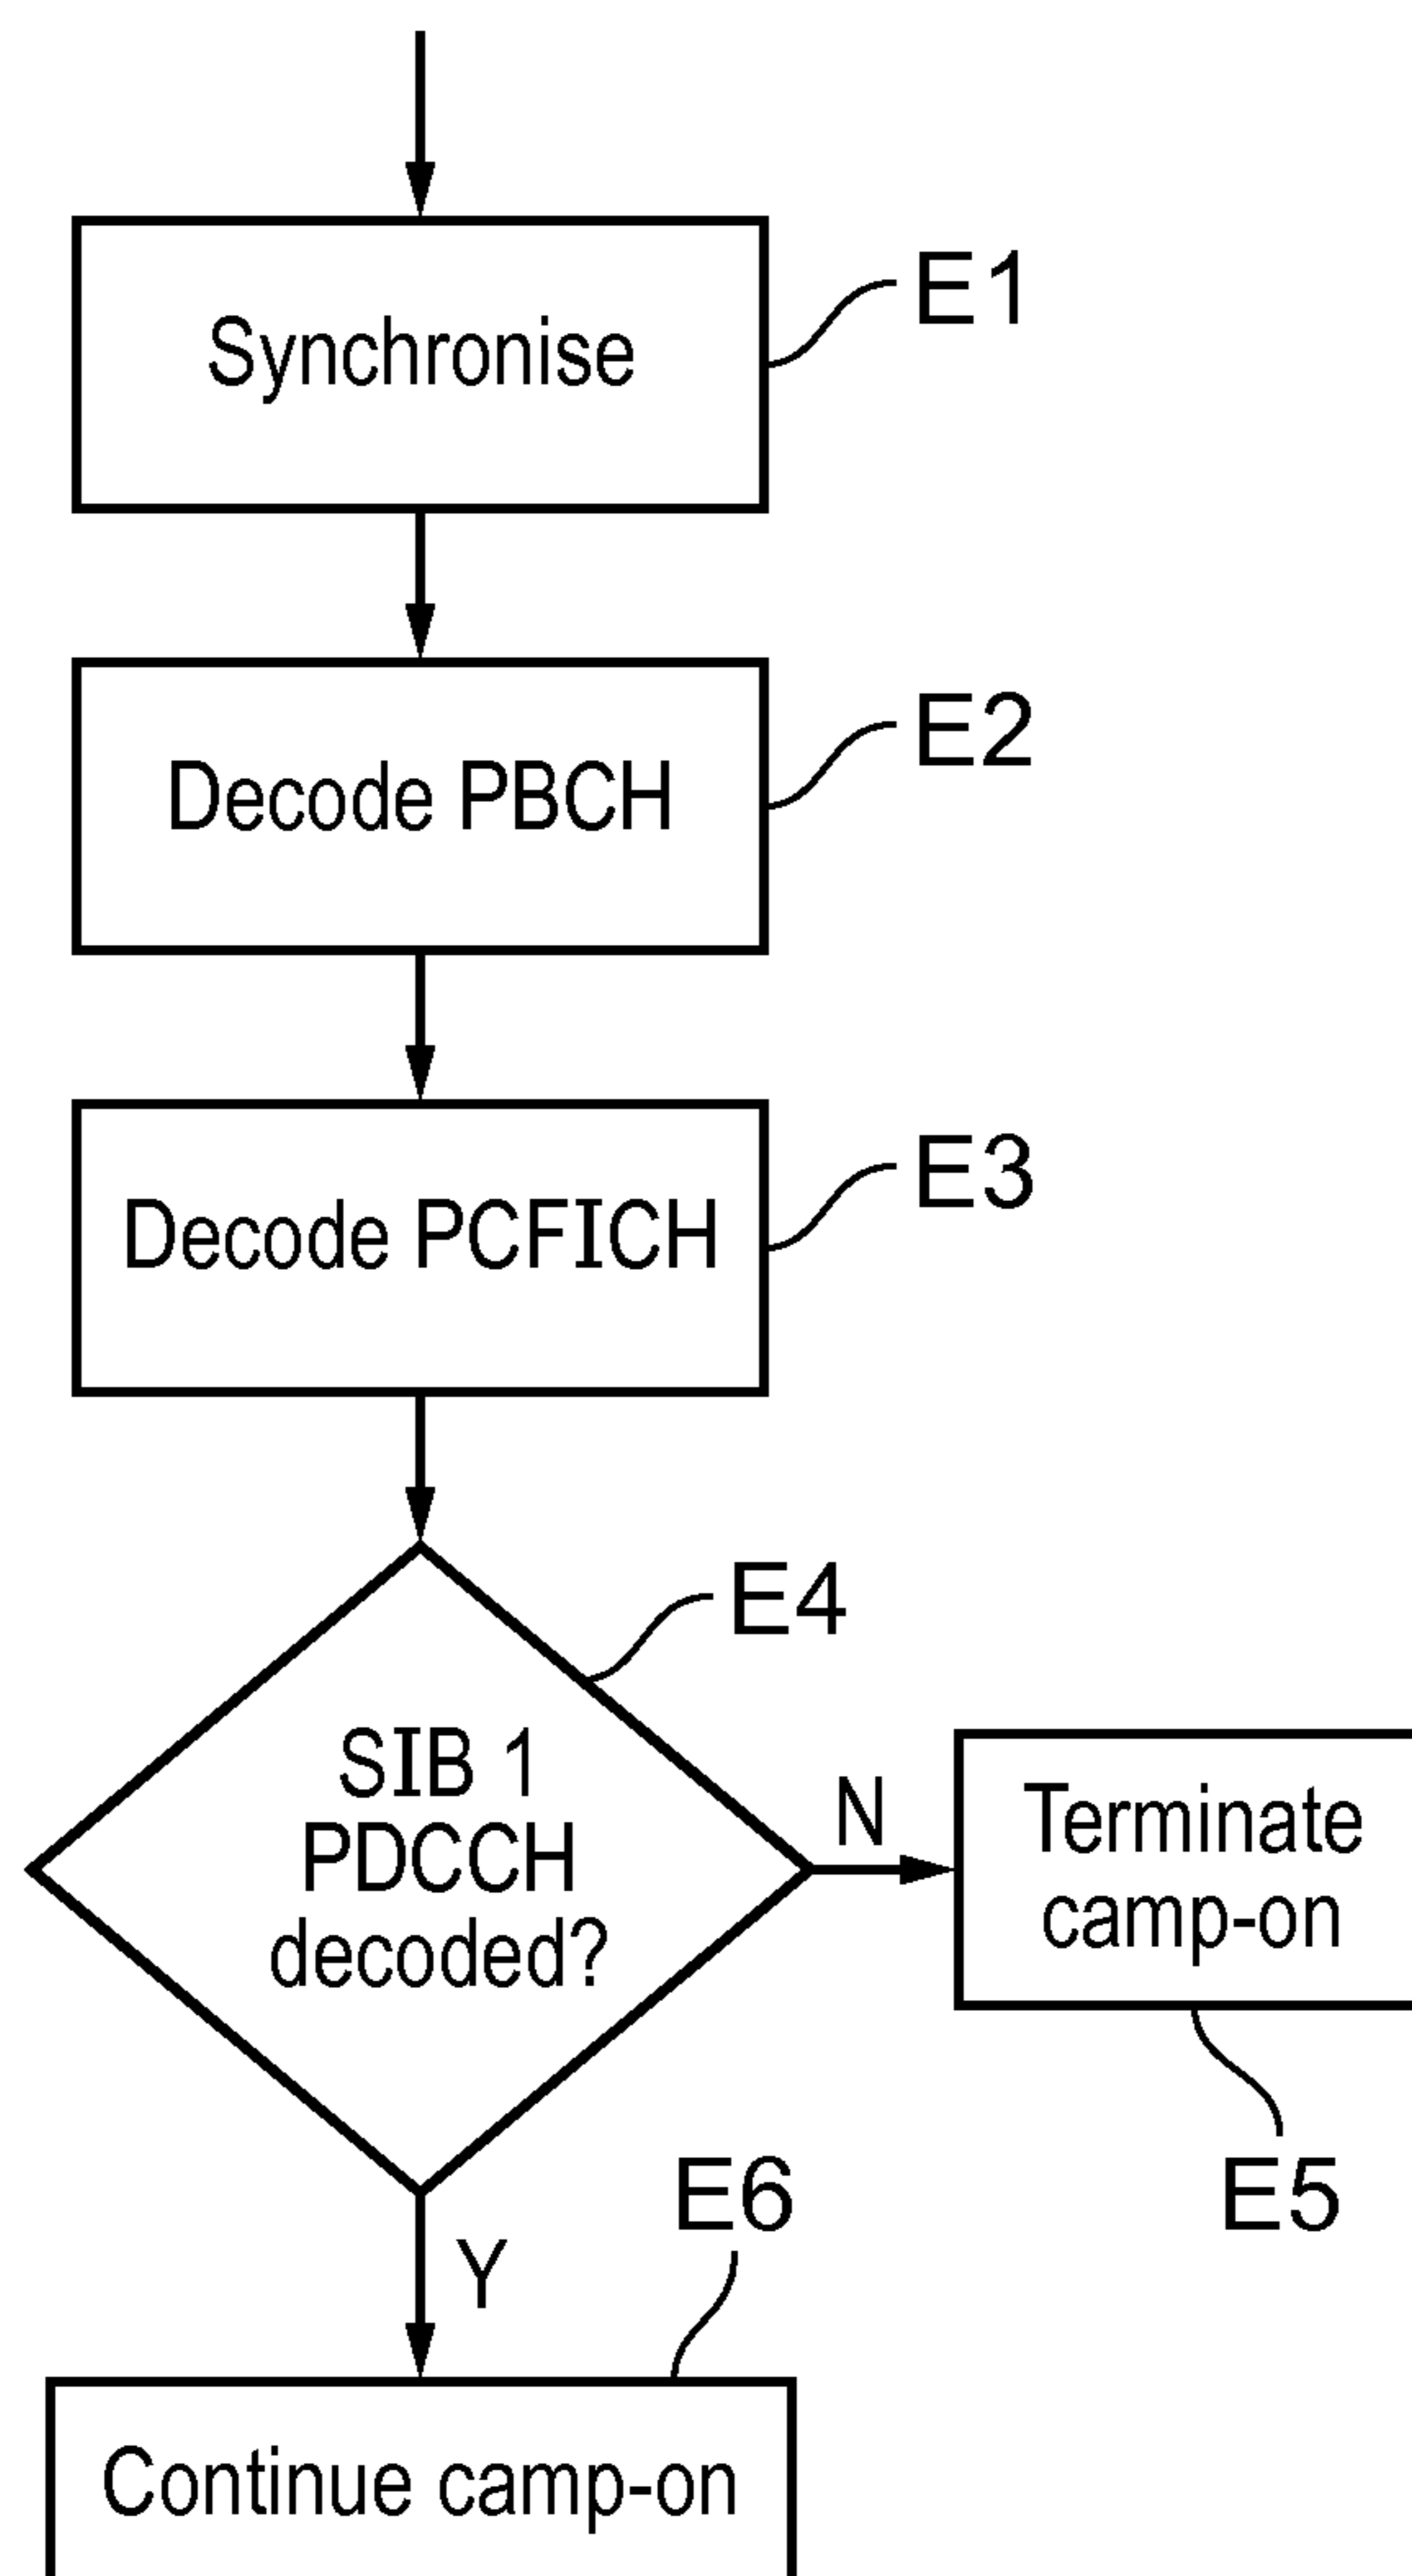 Synchronise
E1
Decode PBCH
E2
Decode PCFICH
E3
E4
SIB 1
PDCCH
decoded?
N
Terminate
camp-on
E5
E6
Y
Continue camp-on